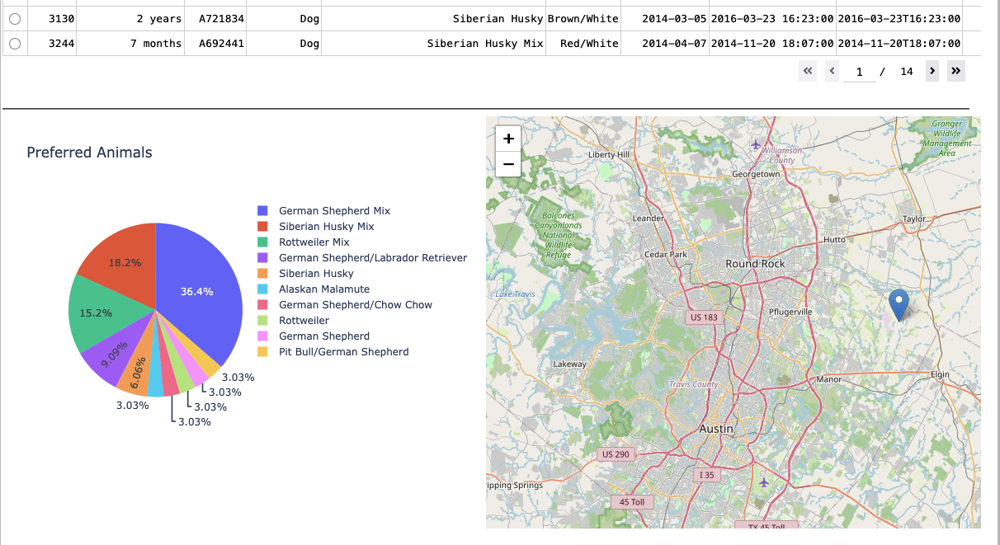 3130 2 years A721834 Dog Siberian Husky Brown/White 2014-03-05 2016-03-23 16:23:00 2016-03-23T16:23:00
3244 7 months A692441 Dog Siberian Husky Mix Red/White 2014-04-07 2014-11-20 18:07:00 2014-11-20T18:07:00
« ‹ 1 / 14 › »
Preferred Animals
German Shepherd Mix
Siberian Husky Mix
Rottweiler Mix
German Shepherd/Labrador Retriever
Siberian Husky
Alaskan Malamute
German Shepherd/Chow Chow
Rottweiler
German Shepherd
Pit Bull/German Shepherd
36.4%
18.2%
15.2%
9.09%
6.06%
3.03%
3.03%
3.03%
3.03%
3.03%
+
−
Granger
Wildlife
Management
Area
Liberty Hill
Williamson
County
Georgetown
Balcones
Canyonlands
National
Wildlife
Refuge
Leander
Taylor
Hutto
Cedar Park
Round Rock
Lake Travis
US 183
Pflugerville
Lakeway
Travis County
Manor
Elgin
Austin
US 290
I 35
ipping Springs
45 Toll
TX 45 Toll